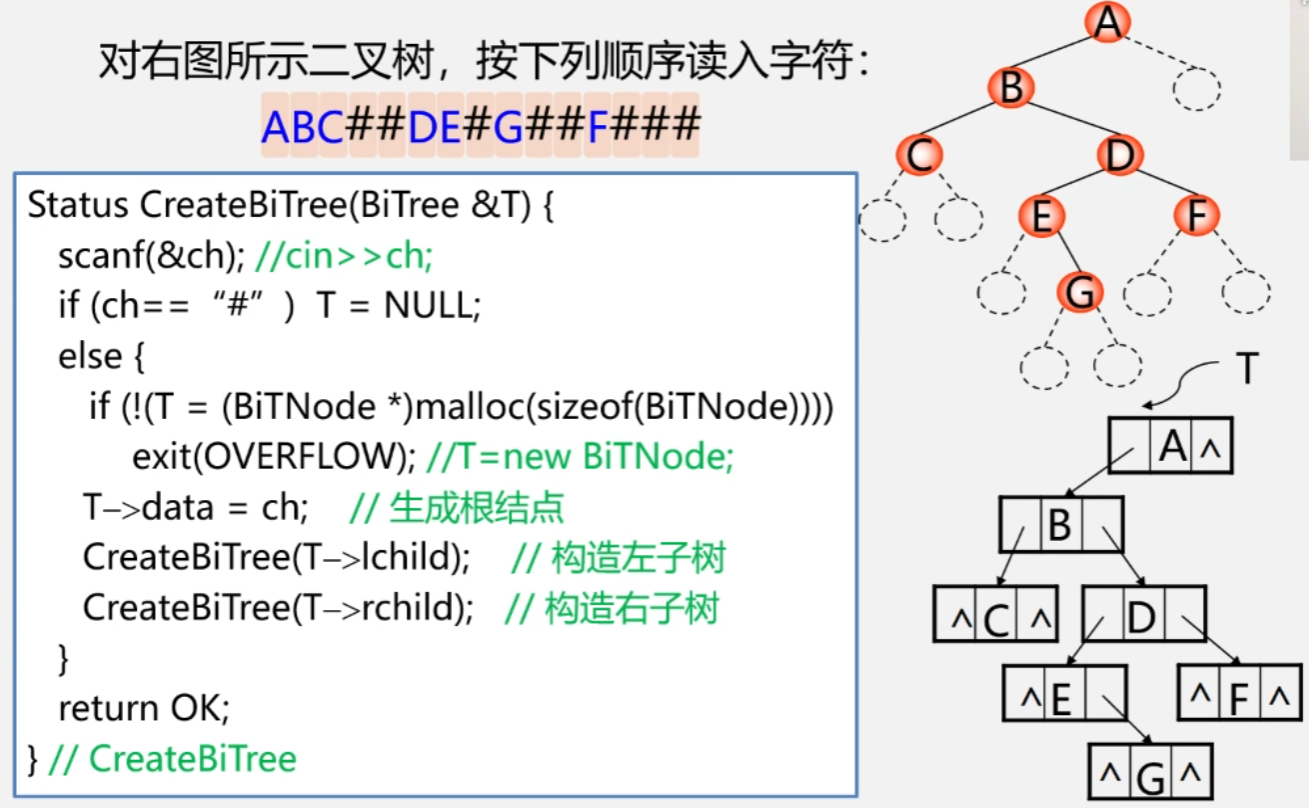 对右图所示二叉树，按下列顺序读入字符：
ABC##DE#G##F###
Status CreateBiTree(BiTree &T) {
scanf(&ch); //cin>>ch;
if (ch== “#” ) T = NULL;
else {
if (!(T = (BiTNode *)malloc(sizeof(BiTNode))))
exit(OVERFLOW); //T=new BiTNode;
T–>data = ch; // 生成根结点
CreateBiTree(T–>lchild); // 构造左子树
CreateBiTree(T–>rchild); // 构造右子树
}
return OK;
} // CreateBiTree
A
B
C D
E F
G
T
A ^
B
^ C ^ D
^ E ^ F ^
^ G ^